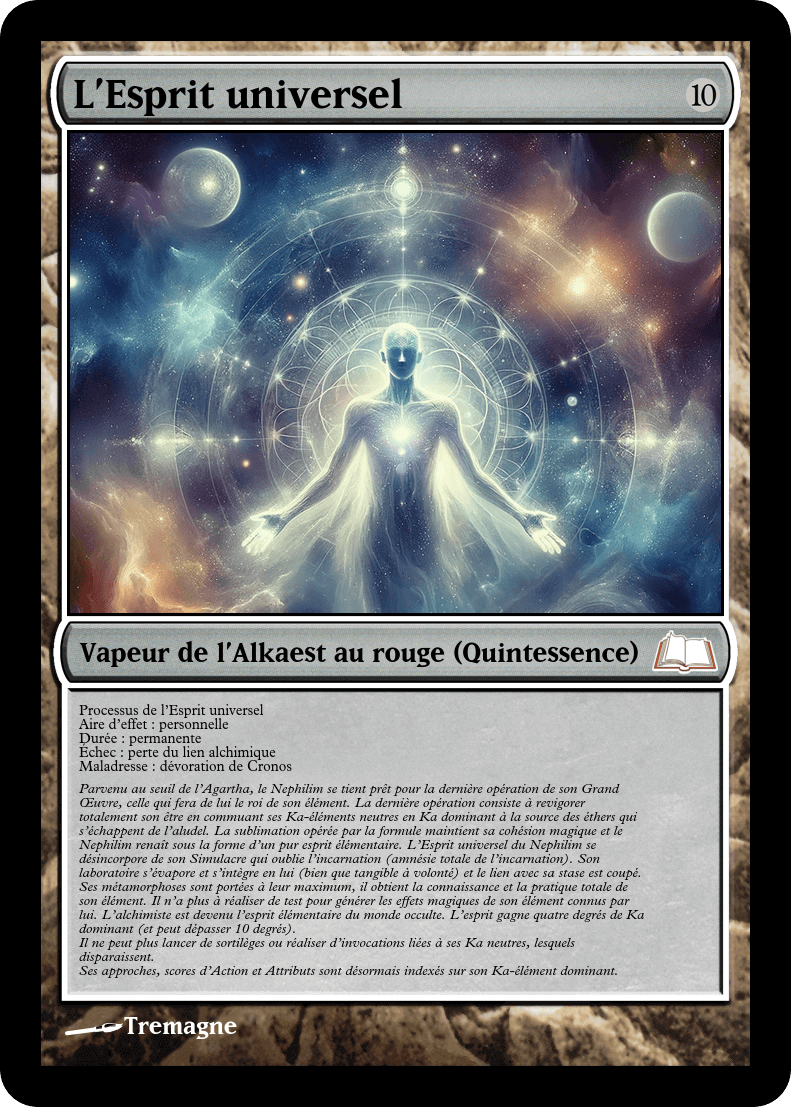 L'Esprit universel
10
Vapeur de l'Alkaest au rouge (Quintessence)
Processus de l'Esprit universel
Aire d'effet : personnelle
Durée : permanente
Échec : perte du lien alchimique
Maladresse : dévoration de Cronos
Parvenu au seuil de l'Agartha, le Nephilim se tient prêt pour la dernière opération de son Grand
Œuvre, celle qui fera de lui le roi de son élément. La dernière opération consiste à revigorer
totalement son être en commuant ses Ka-éléments neutres en Ka dominant à la source des éthers qui
s'échappent de l'aludel. La sublimation opérée par la formule maintient sa cohésion magique et le
Nephilim renaît sous la forme d'un pur esprit élémentaire. L'Esprit universel du Nephilim se
désincorpore de son Simulacre qui oublie l'incarnation (amnésie totale de l'incarnation). Son
laboratoire s'évapore et s'intègre en lui (bien que tangible à volonté) et le lien avec sa stase est coupé.
Ses métamorphoses sont portées à leur maximum, il obtient la connaissance et la pratique totale de
son élément. Il n'a plus à réaliser de test pour générer les effets magiques de son élément connus par
lui. L'alchimiste est devenu l'esprit élémentaire du monde occulte. L'esprit gagne quatre degrés de Ka
dominant (et peut dépasser 10 degrés).
Il ne peut plus lancer de sortilèges ou réaliser d'invocations liées à ses Ka neutres, lesquels
disparaissent.
Ses approches, scores d'Action et Attributs sont désormais indexés sur son Ka-élément dominant.
Tremagne